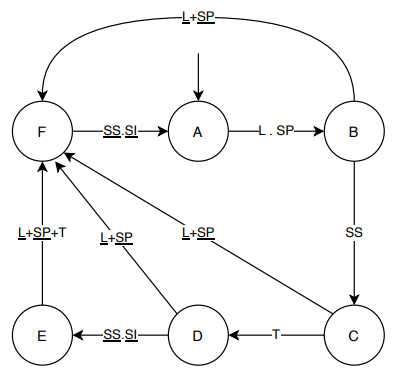 L+SP
F
SS.SI
A
L . SP
B
L+SP+T
L+SP
L+SP
SS
E
SS.SI
D
T
C